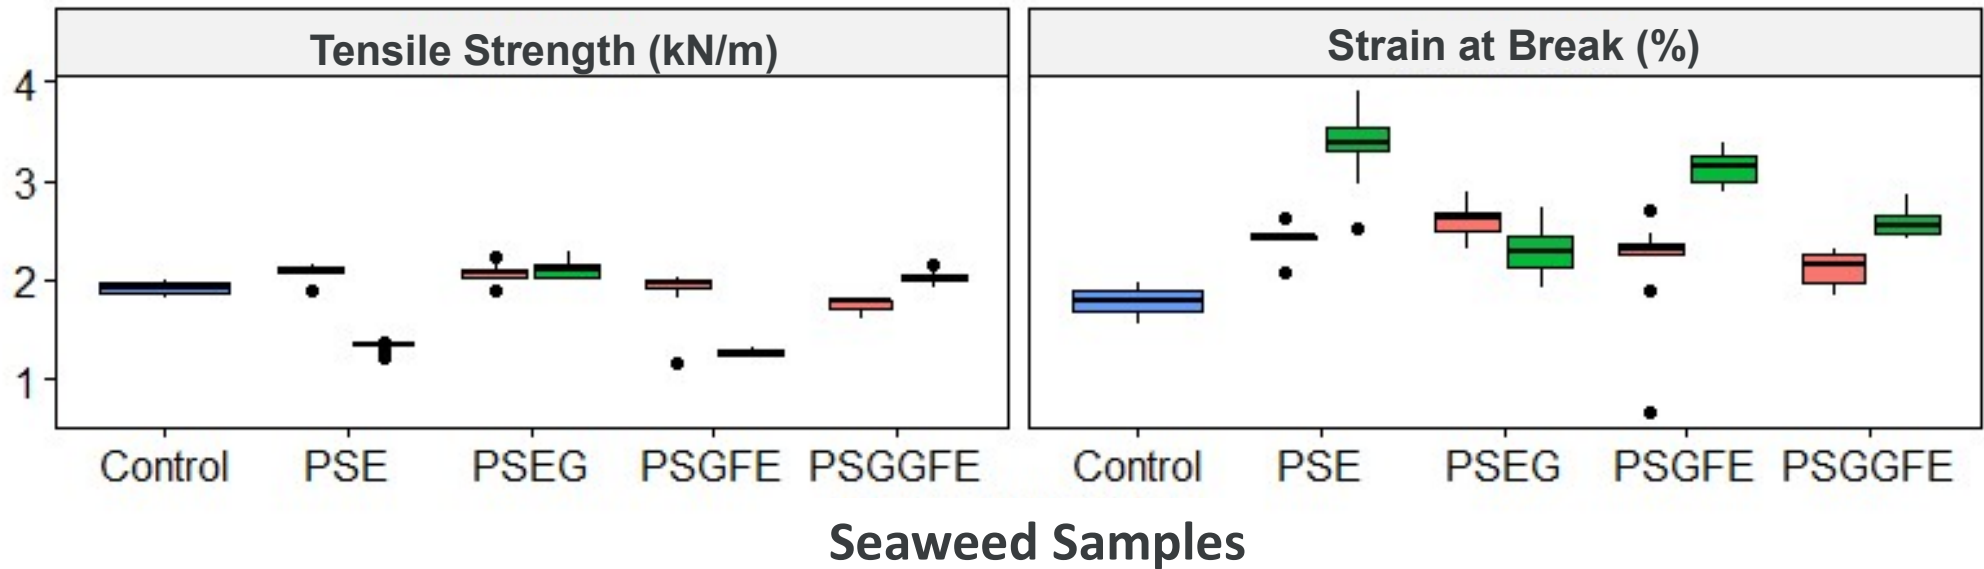 Tensile Strength (kN/m)
Strain at Break (%)
4
3
2
1
Control PSE PSEG PSGFE PSGGFE
Control PSE PSEG PSGFE PSGGFE
Seaweed Samples